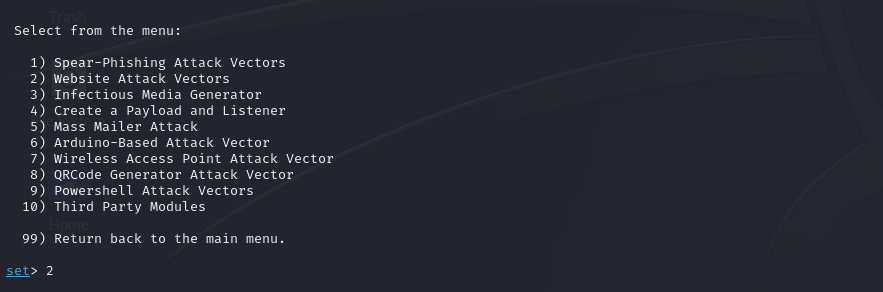 Trash
Select from the menu:
1) Spear-Phishing Attack Vectors
2) Website Attack Vectors
3) Infectious Media Generator
4) Create a Payload and Listener
5) Mass Mailer Attack
6) Arduino-Based Attack Vector
7) Wireless Access Point Attack Vector
8) QRCode Generator Attack Vector
9) Powershell Attack Vectors
10) Third Party Modules
Home
99) Return back to the main menu.
set> 2